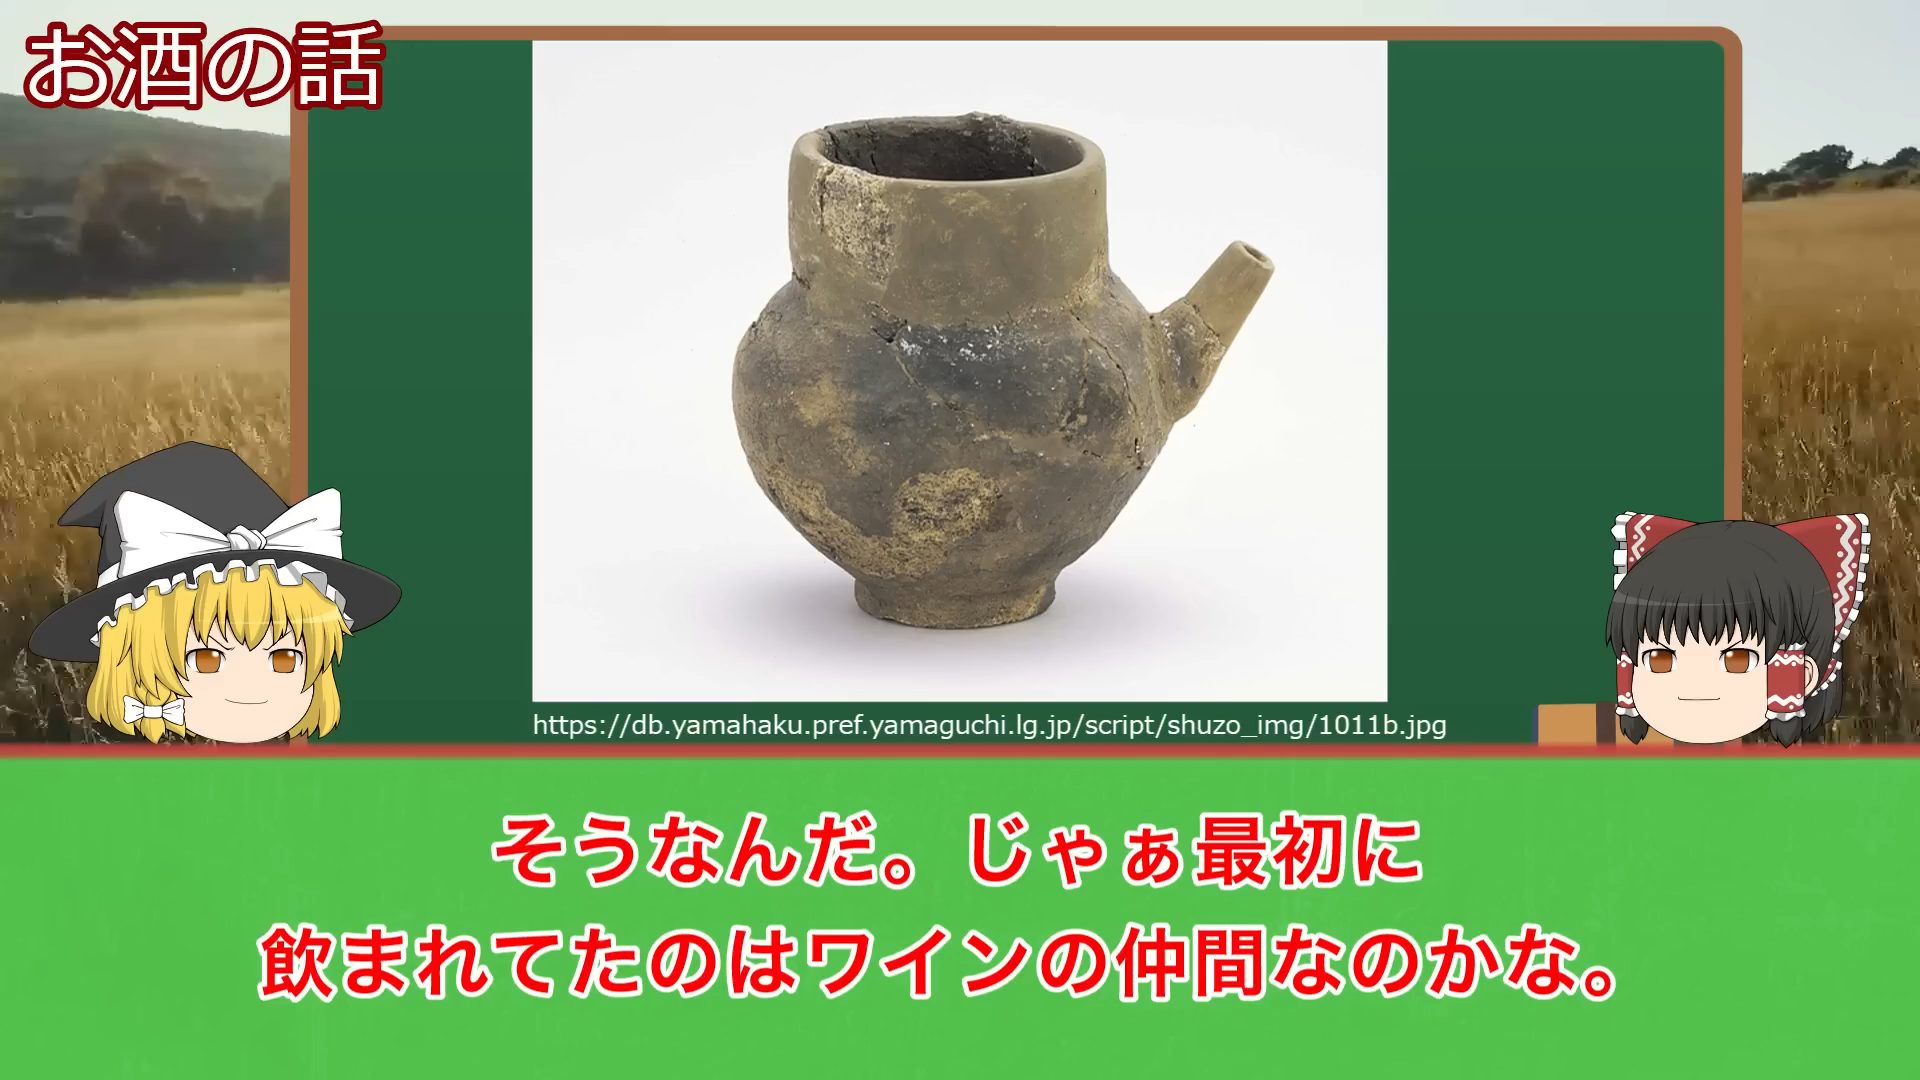 お酒の話
https://db.yamahaku.pref.yamaguchi.lg.jp/script/shuzo_img/1011b.jpg
そうなんだ。じゃぁ最初に
飲まれてたのはワインの仲間なのかな。